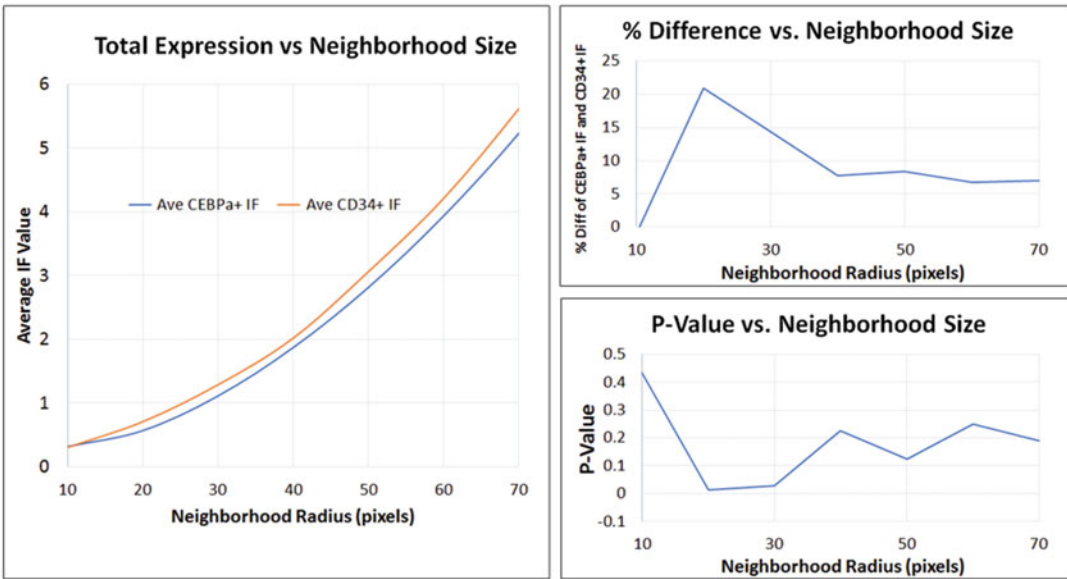 Total Expression vs Neighborhood Size
6
5
4
3
2
1
0
Average IF Value
Ave CEBPa+ IF Ave CD34+ IF
10 20 30 40 50 60 70
Neighborhood Radius (pixels)
% Difference vs. Neighborhood Size
25
20
15
10
5
0
% Diff of CEBPa+ IF and CD34+IF
10 30 50 70
Neighborhood Radius (pixels)
P-Value vs. Neighborhood Size
0.5
0.4
0.3
0.2
0.1
0
-0.1
P-Value
10 30 50 70
Neighborhood Radius (pixels)